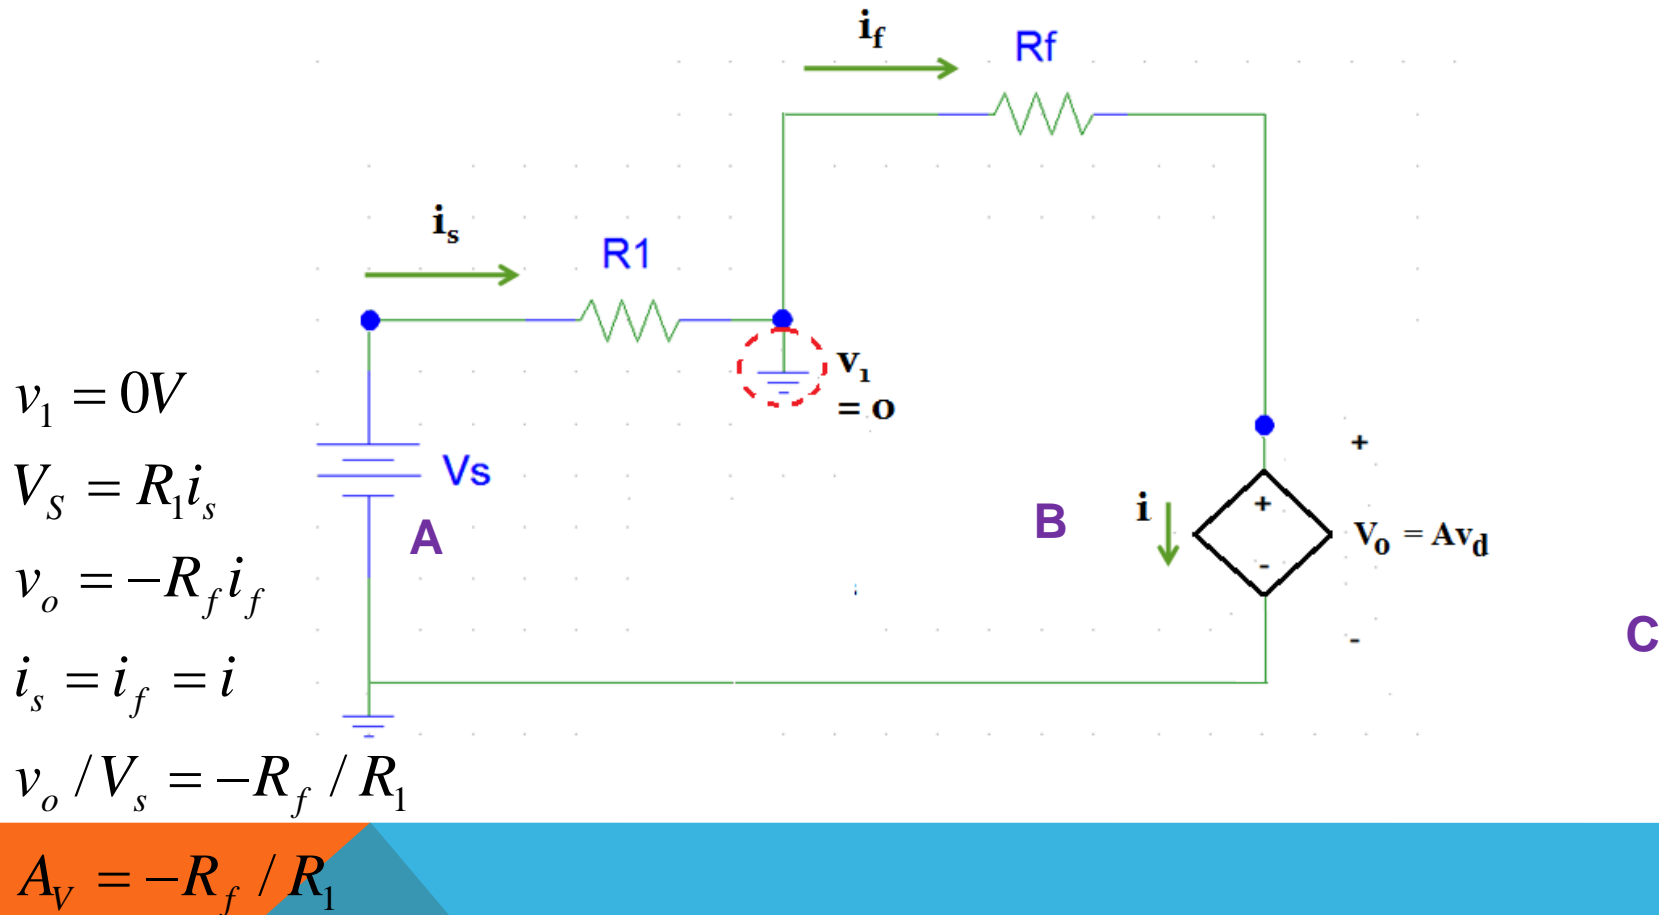 i_f
Rf
i_s
R1
v_1
= 0
v_1 = 0V
V_S = R_1 i_s
Vs
A
B
i
+
+
-
V_o = Av_d
-
C
v_o = -R_f i_f
i_s = i_f = i
v_o / V_s = -R_f / R_1
A_V = -R_f / R_1